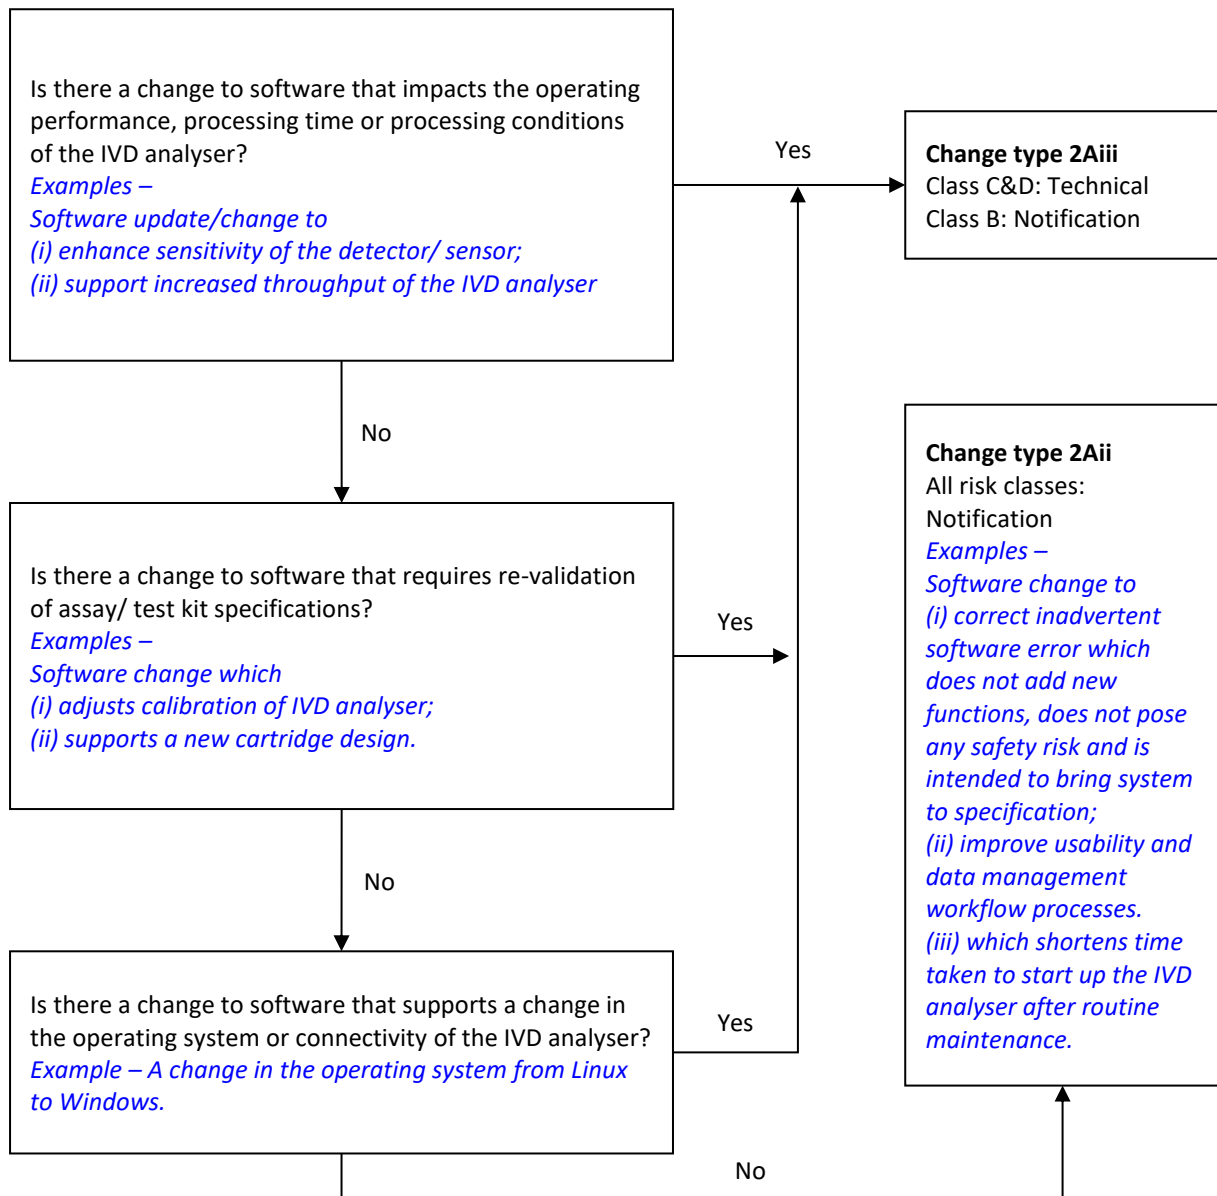 Is there a change to software that impacts the operating
performance, processing time or processing conditions
of the IVD analyser?
Examples –
Software update/change to
(i) enhance sensitivity of the detector/ sensor;
(ii) support increased throughput of the IVD analyser
Yes
Change type 2Aiii
Class C&D: Technical
Class B: Notification
No
Is there a change to software that requires re-validation
of assay/ test kit specifications?
Examples –
Software change which
(i) adjusts calibration of IVD analyser;
(ii) supports a new cartridge design.
Yes
No
Is there a change to software that supports a change in
the operating system or connectivity of the IVD analyser?
Example – A change in the operating system from Linux
to Windows.
Yes
No
Change type 2Aii
All risk classes:
Notification
Examples –
Software change to
(i) correct inadvertent
software error which
does not add new
functions, does not pose
any safety risk and is
intended to bring system
to specification;
(ii) improve usability and
data management
workflow processes.
(iii) which shortens time
taken to start up the IVD
analyser after routine
maintenance.